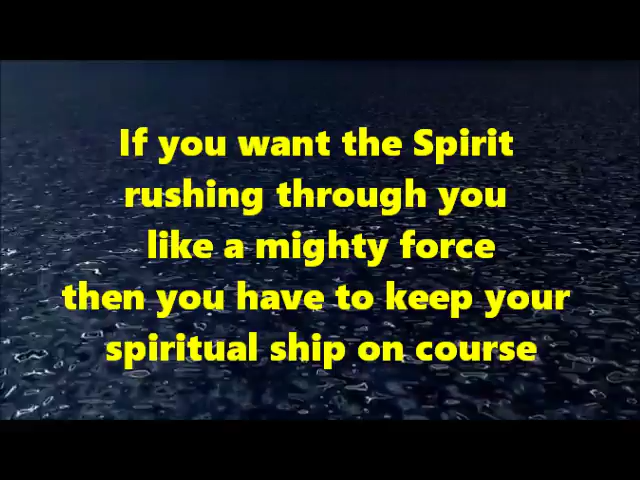 If you want the Spirit
rushing through you
like a mighty force
then you have to keep your
spiritual ship on course